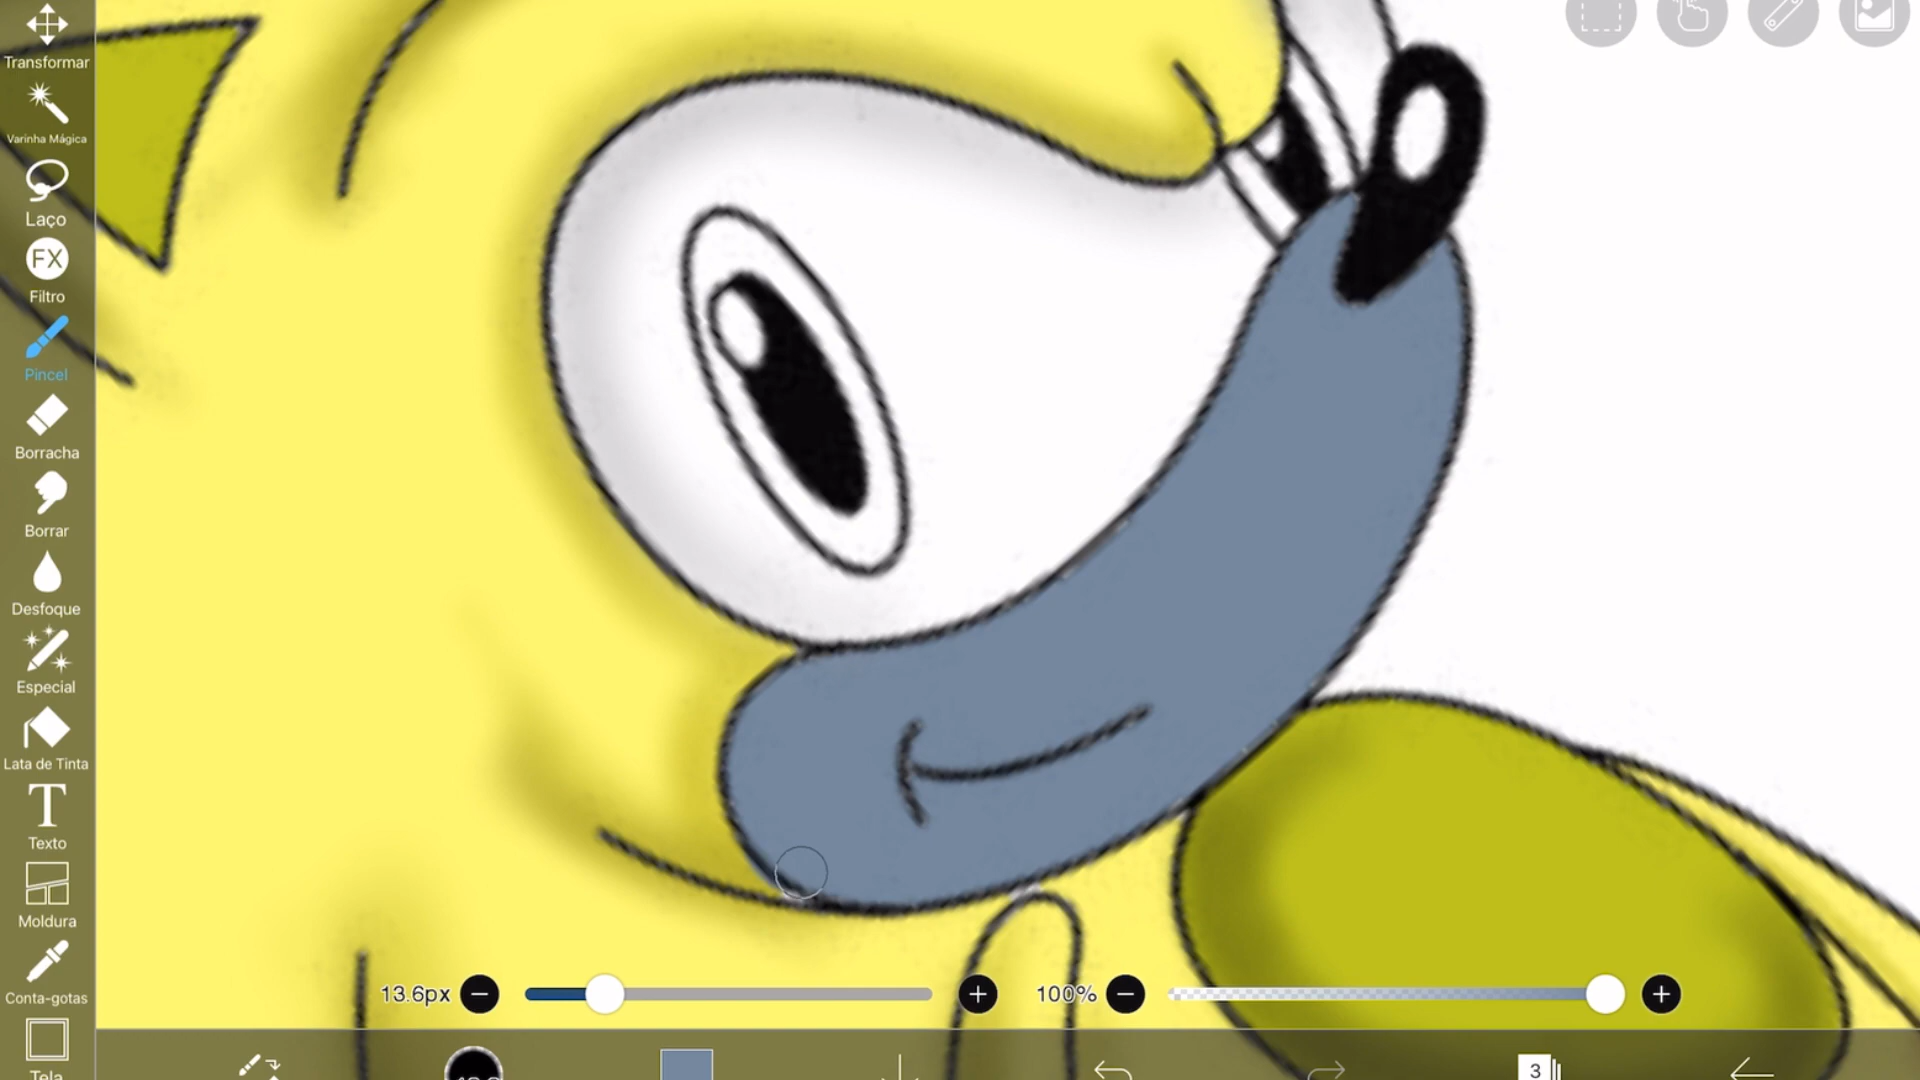 Transformar
Varinha Mágica
Laço
FX
Filtro
Pincel
Borracha
Borrar
Desfoque
Especial
Lata de Tinta
T
Texto
Moldura
Conta-gotas
Tela
13.6px
100%
3